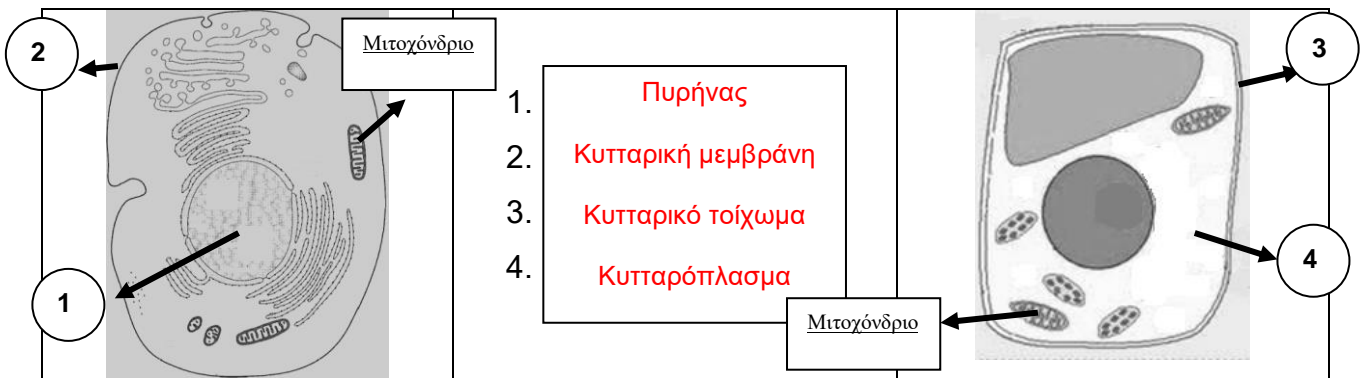 2
Μιτοχόνδριο
1
1. Πυρήνας
2. Κυτταρική μεμβράνη
3. Κυτταρικό τοίχωμα
4. Κυτταρόπλασμα
3
4
Μιτοχόνδριο